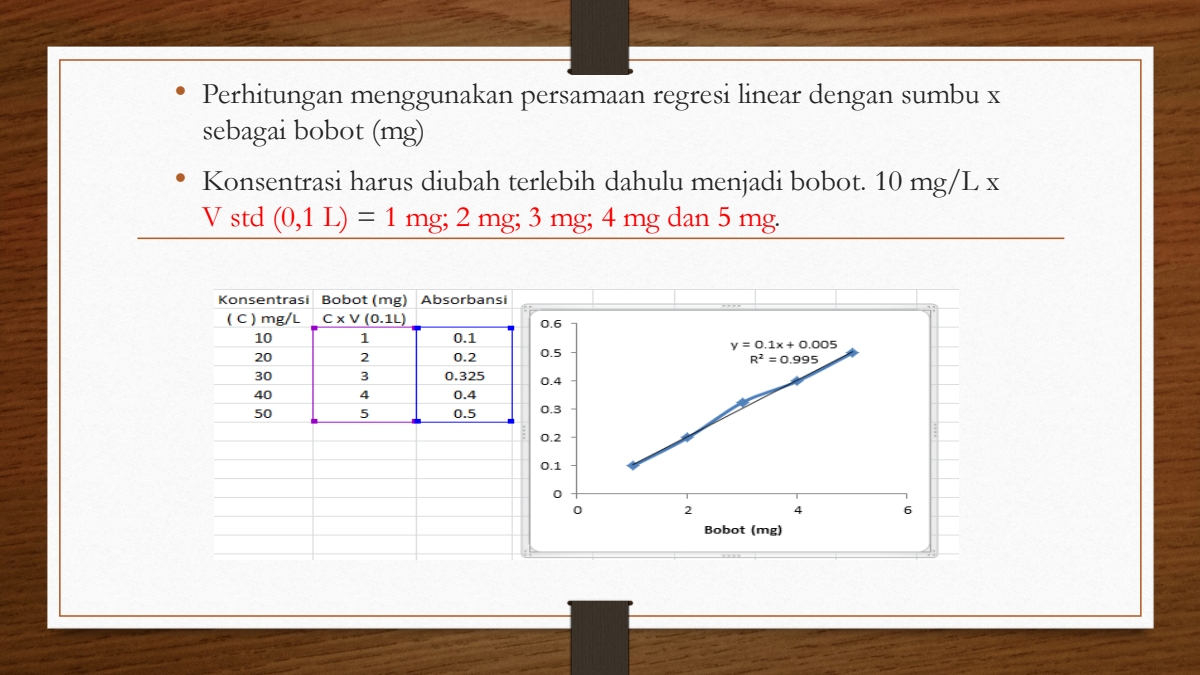 • Perhitungan menggunakan persamaan regresi linear dengan sumbu x
sebagai bobot (mg)
• Konsentrasi harus diubah terlebih dahulu menjadi bobot. 10 mg/L x
V std (0,1 L) = 1 mg; 2 mg; 3 mg; 4 mg dan 5 mg.
Konsentrasi Bobot (mg) Absorbansi
( C ) mg/L C x V (0.1L)
10 1 0.1
20 2 0.2
30 3 0.325
40 4 0.4
50 5 0.5
0.6
0.5
0.4
0.3
0.2
0.1
0
y = 0.1x + 0.005
R² = 0.995
0 2 4 6
Bobot (mg)